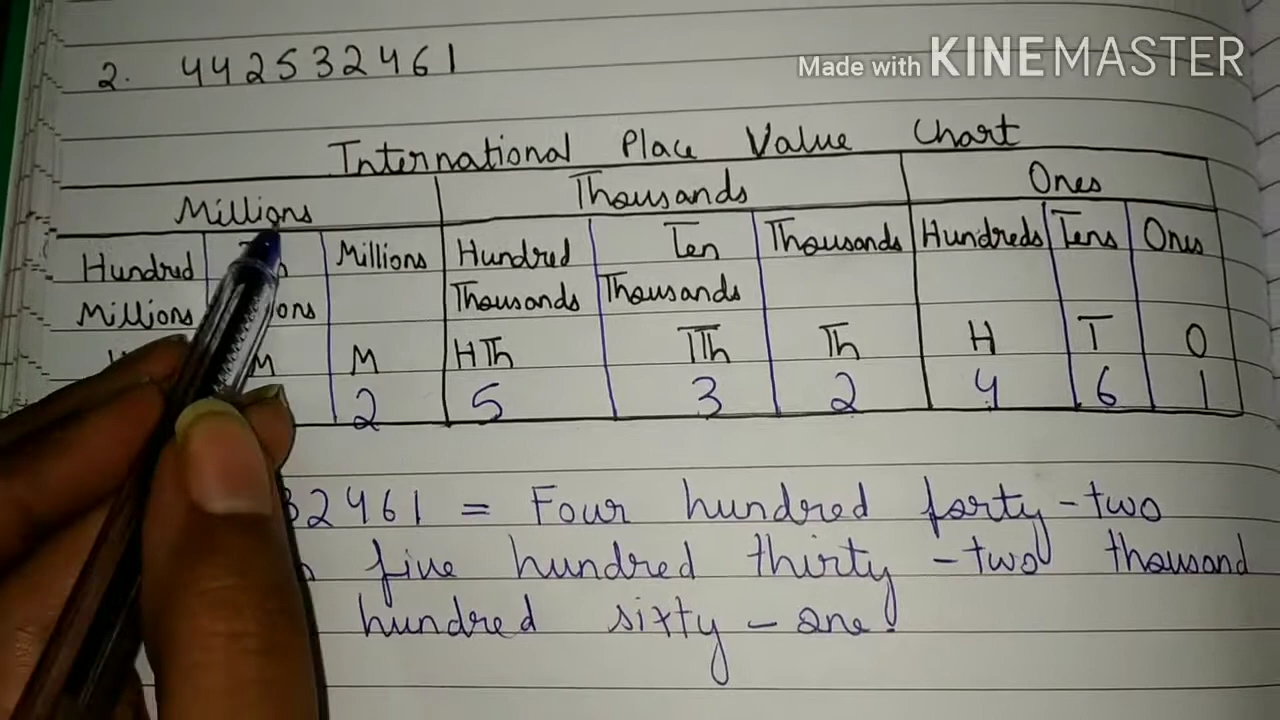 2. 442532461
Made with KINEMASTER
International Place Value Chart
Millions Thousands Ones
Hundred Millions Hundred Ten Thousands Hundreds Tens Ones
Millions Thousands Thousands
M M HTh TTh Th H T O
2 5 3 2 4 6 1
32461 = Four hundred forty-two
five hundred thirty-two thousand
hundred sixty-one.